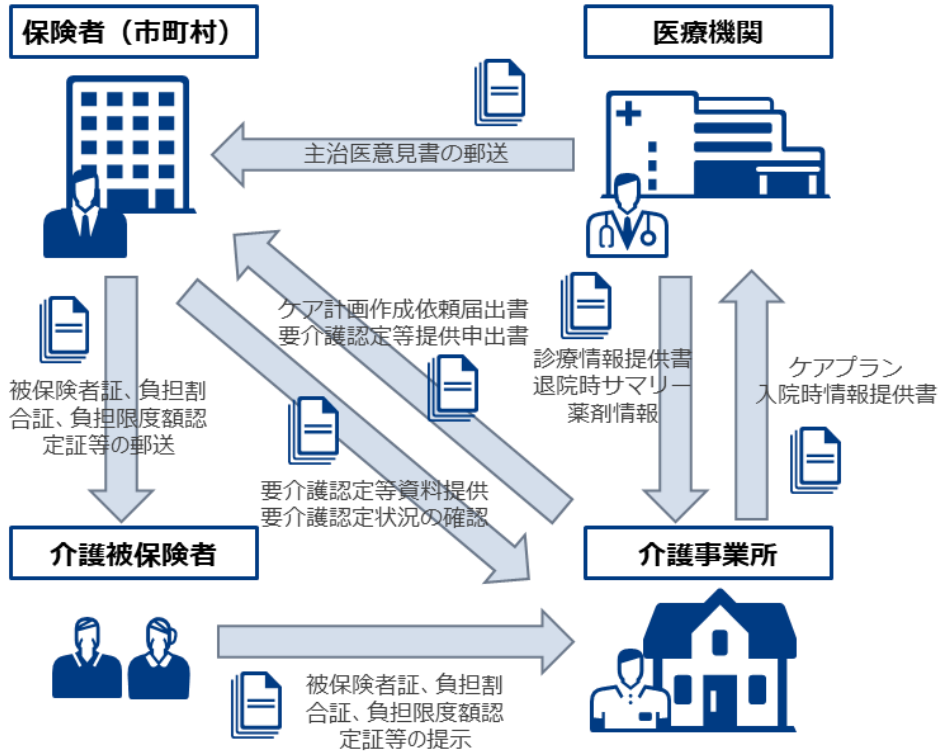 保険者（市町村）
医療機関
主治医意見書の郵送
ケア計画作成依頼届出書
要介護認定等提供申出書
診療情報提供書
退院時サマリー
薬剤情報
ケアプラン
入院時情報提供書
被保険者証、負担割
合証、負担限度額認
定証等の郵送
要介護認定等資料提供
要介護認定状況の確認
介護被保険者
介護事業所
被保険者証、負担割
合証、負担限度額認
定証等の提示